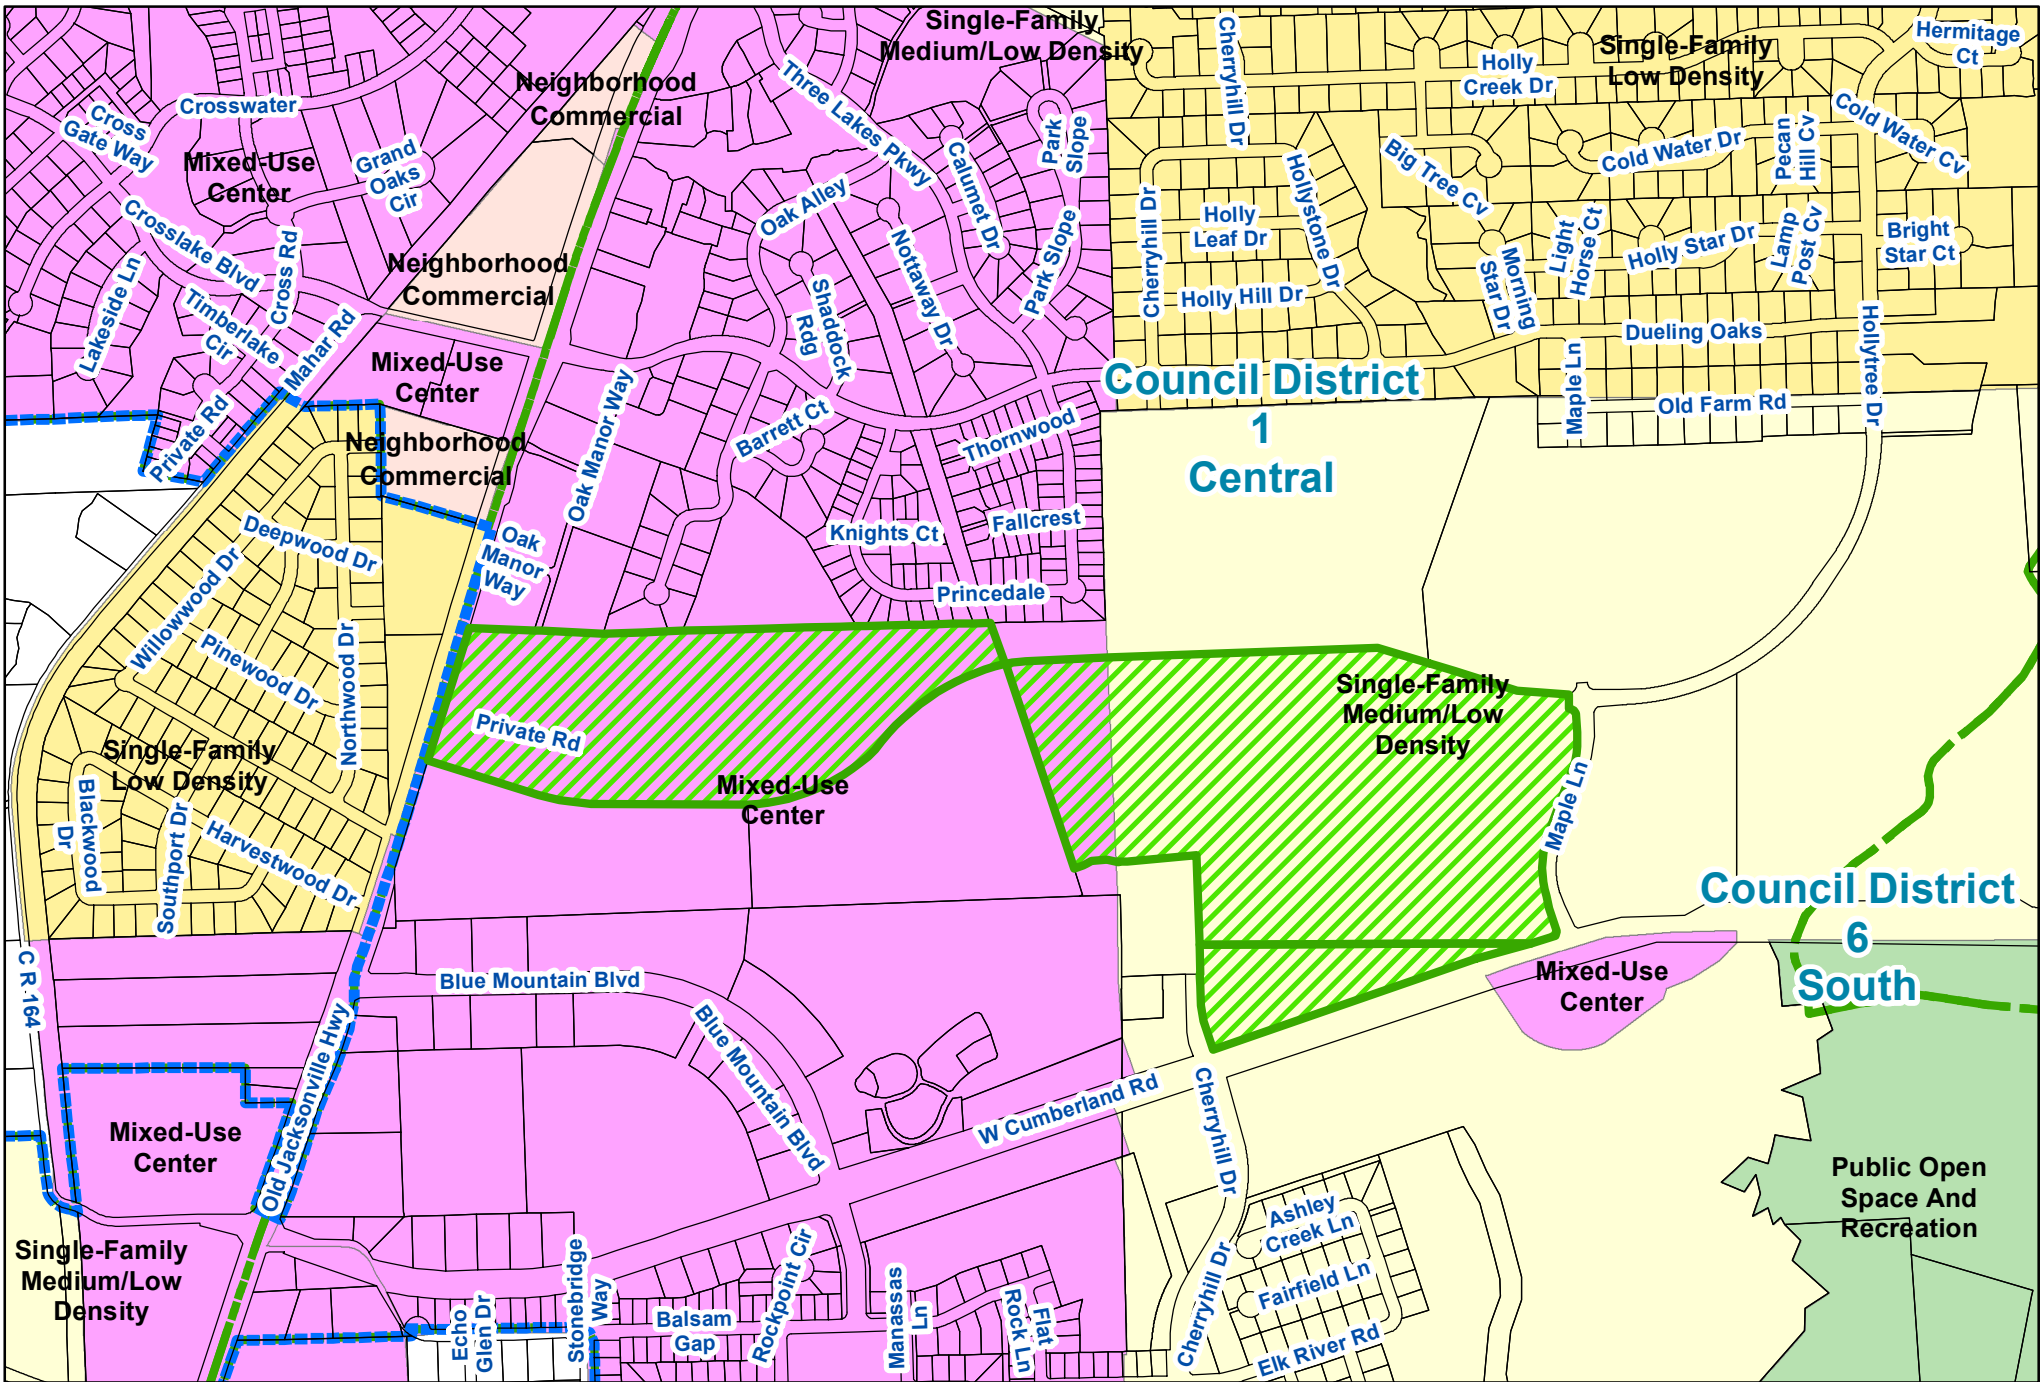 Single-Family
Medium/Low Density
Neighborhood
Commercial
Three Lakes Pkwy
Cherryhill Dr
Holly
Creek Dr
Single-Family
Low Density
Hermitage
Ct
Crosswater
Cross
Gate Way
Mixed-Use
Center
Grand
Oaks
Cir
Calumet Dr
Park
Slope
Big Tree Cv
Cold Water Dr
Pecan
Hill Cv
Cold Water Cv
Crosslake Blvd
Cross Rd
Lakeside Ln
Timberlake
Cir
Mahar Rd
Neighborhood
Commercial
Oak Alley
Nottaway Dr
Shaddock
Rdg
Park Slope
Cherryhill Dr
Holly
Leaf Dr
Hollystone Dr
Holly Hill Dr
Morning
Star Dr
Light
Horse Ct
Holly Star Dr
Lamp
Post Cv
Bright
Star Ct
Dueling Oaks
Hollytree Dr
Mixed-Use
Center
Private Rd
Neighborhood
Commercial
Oak Manor Way
Barrett Ct
Thornwood
Council District
1
Central
Maple Ln
Old Farm Rd
Deepwood Dr
Willowwood Dr
Oak
Manor
Way
Knights Ct
Fallcrest
Princedale
Pinewood Dr
Northwood Dr
Private Rd
Single-Family
Medium/Low
Density
Single-Family
Low Density
Blackwood
Dr
Southport Dr
Harvestwood Dr
Mixed-Use
Center
Maple Ln
Council District
6
South
C R 164
Blue Mountain Blvd
Mixed-Use
Center
Old Jacksonville Hwy
Blue Mountain Blvd
W Cumberland Rd
Cherryhill Dr
Mixed-Use
Center
Public Open
Space And
Recreation
Single-Family
Medium/Low
Density
Ashley
Creek Ln
Fairfield Ln
Elk River Rd
Cherryhill Dr
Echo
Glen Dr
Stonebridge
Way
Balsam
Gap
Rockpoint Cir
Manassas
Ln
Flat
Rock Ln